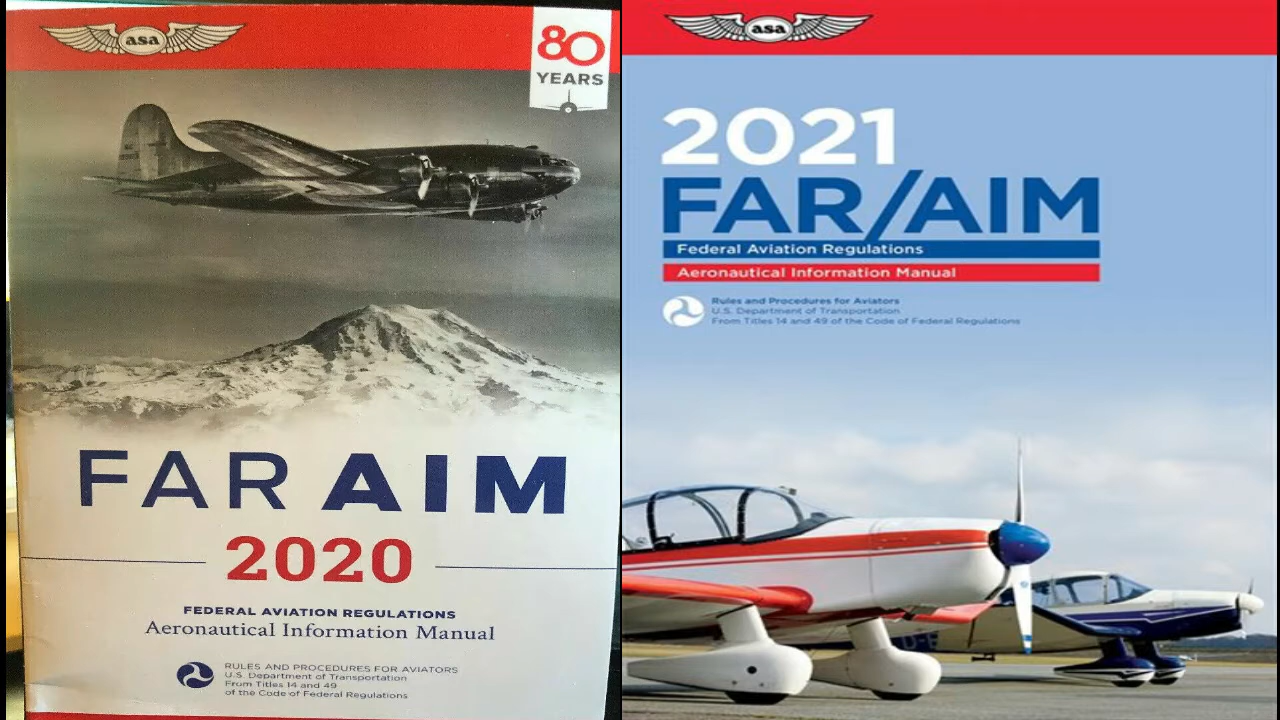 asa
80
YEARS
FAR AIM
2020
FEDERAL AVIATION REGULATIONS
Aeronautical Information Manual
RULES AND PROCEDURES FOR AVIATORS
U.S. Department of Transportation
From Titles 14 and 49
of the Code of Federal Regulations
asa
2021
FAR/AIM
Federal Aviation Regulations
Aeronautical Information Manual
Rules and Procedures for Aviators
U.S. Department of Transportation
From Titles 14 and 49 of the Code of Federal Regulations